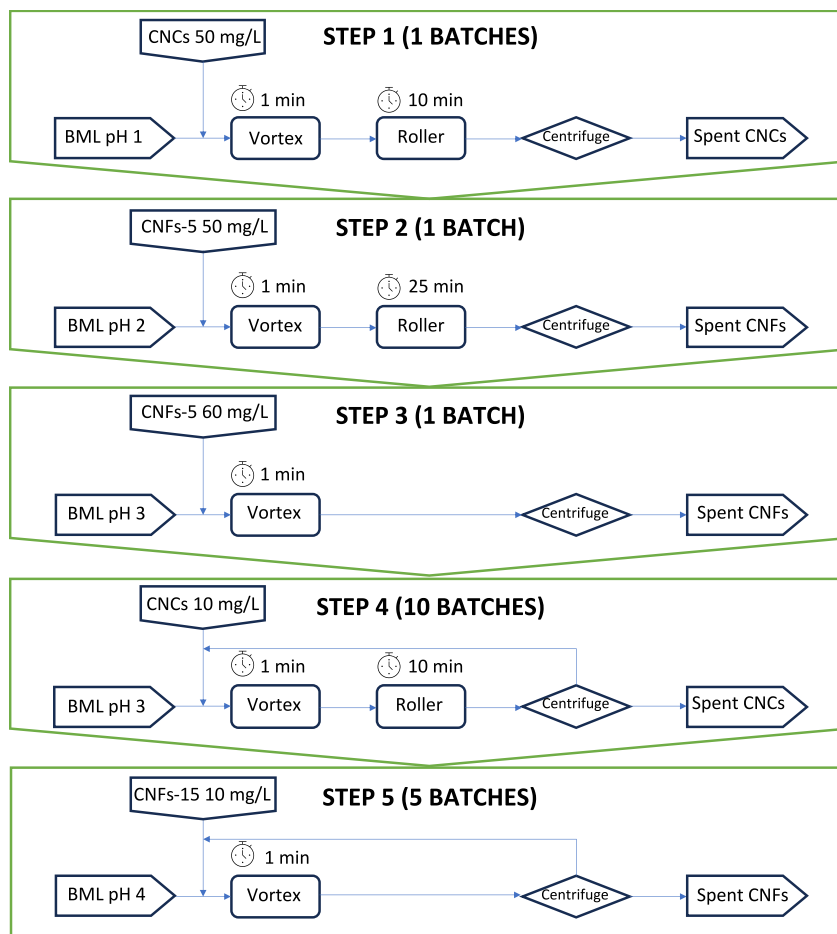 CNCs 50 mg/L
STEP 1 (1 BATCHES)
1 min
10 min
BML pH 1
Vortex
Roller
Centrifuge
Spent CNCs
CNFs-5 50 mg/L
STEP 2 (1 BATCH)
1 min
25 min
BML pH 2
Vortex
Roller
Centrifuge
Spent CNFs
CNFs-5 60 mg/L
STEP 3 (1 BATCH)
1 min
BML pH 3
Vortex
Centrifuge
Spent CNFs
CNCs 10 mg/L
STEP 4 (10 BATCHES)
1 min
10 min
BML pH 3
Vortex
Roller
Centrifuge
Spent CNCs
CNFs-15 10 mg/L
STEP 5 (5 BATCHES)
1 min
BML pH 4
Vortex
Centrifuge
Spent CNFs